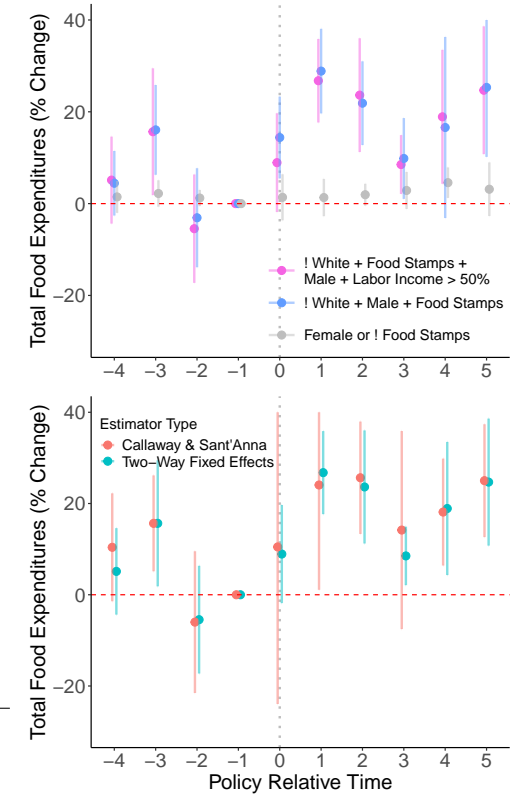 Total Food Expenditures (% Change)
40
20
0
−20
! White + Food Stamps +
Male + Labor Income > 50%
! White + Male + Food Stamps
Female or ! Food Stamps
−4 −3 −2 −1 0 1 2 3 4 5
Total Food Expenditures (% Change)
40
20
0
−20
Estimator Type
Callaway & Sant'Anna
Two−Way Fixed Effects
−4 −3 −2 −1 0 1 2 3 4 5
Policy Relative Time